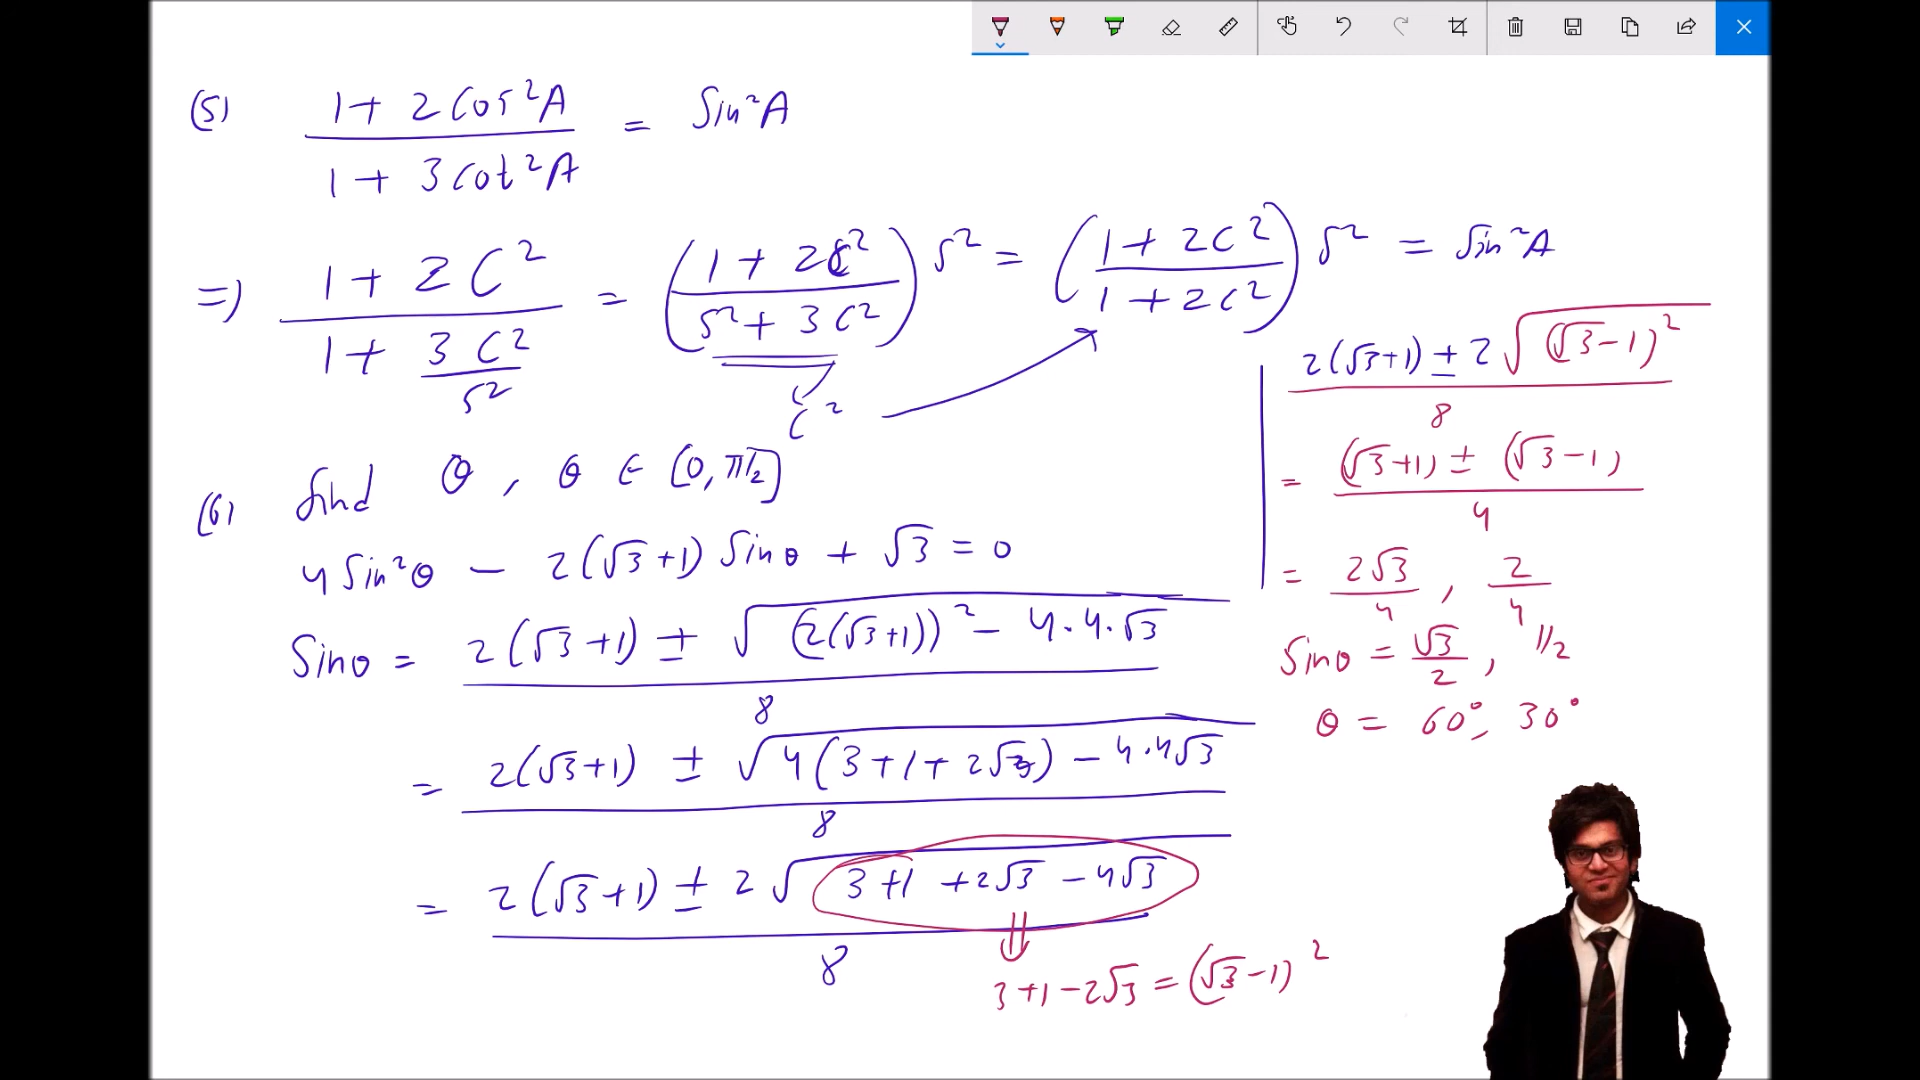 (5) (1 + 2 Cos²A) / (1 + 3 Cot²A) = Sin²A
=) (1 + 2C²) / (1 + 3C²/S²) = ((1 + 2C²) / (S² + 3C²)) S² = ((1 + 2C²) / (1 + 2C²)) S² = Sin²A
C²
(6) find θ, θ ∈ [0, π/2]
4 Sin²θ - 2(√3+1) Sinθ + √3 = 0
Sinθ = (2(√3+1) ± √((2(√3+1))² - 4.4.√3)) / 8
= (2(√3+1) ± √(4(3+1+2√3) - 4.4√3)) / 8
= (2(√3+1) ± 2√(3+1 +2√3 - 4√3)) / 8
3+1-2√3 = (√3-1)²
(2(√3+1) ± 2√((√3-1)²)) / 8
= ((√3+1) ± (√3-1)) / 4
= 2√3/4, 2/4
Sinθ = √3/2, 1/2
θ = 60°, 30°